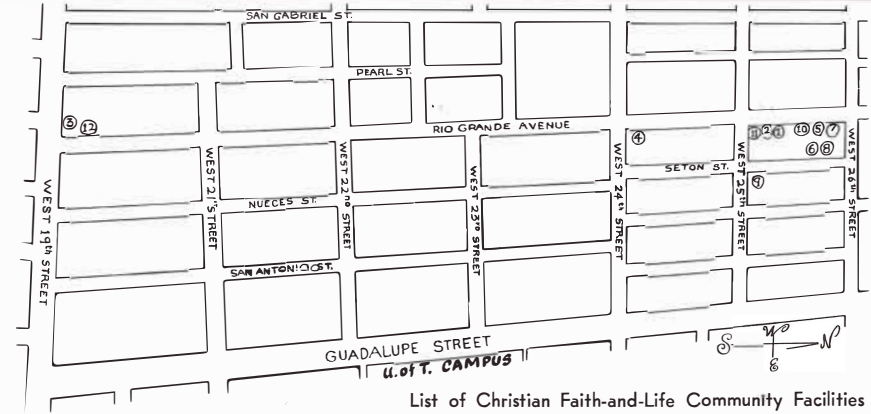 SAN GABRIEL ST.
PEARL ST.
③ ⑫
RIO GRANDE AVENUE
④
⑪ ② ① ⑩ ⑤ ⑦
⑥ ⑧
WEST 19th STREET
WEST 21st STREET
WEST 22ND STREET
WEST 23RD STREET
WEST 24th STREET
WEST 25th STREET
WEST 26th STREET
SETON ST.
⑨
NUECES ST.
SAN ANTONIO ST.
GUADALUPE STREET
U. of T. CAMPUS
W
S N
E
List of Christian Faith-and-Life Community Facilities